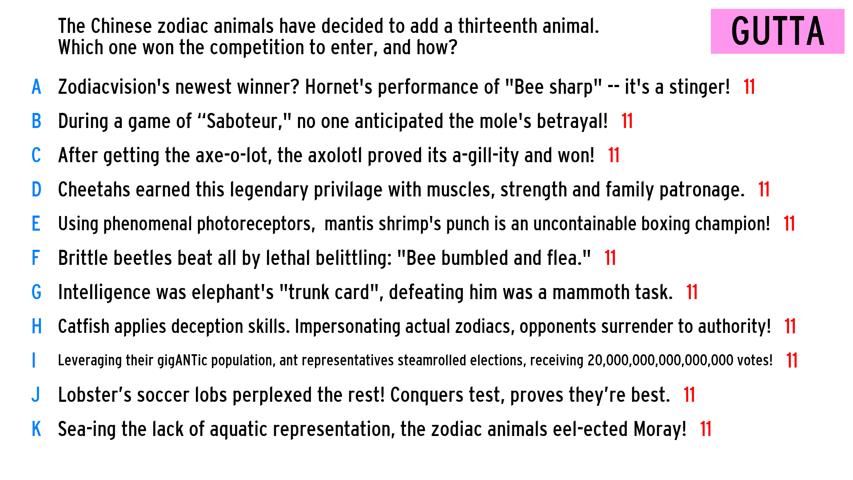 The Chinese zodiac animals have decided to add a thirteenth animal.
Which one won the competition to enter, and how?
GUTTA
A Zodiacvision's newest winner? Hornet's performance of "Bee sharp" -- it's a stinger! 11
B During a game of “Saboteur," no one anticipated the mole's betrayal! 11
C After getting the axe-o-lot, the axolotl proved its a-gill-ity and won! 11
D Cheetahs earned this legendary privilage with muscles, strength and family patronage. 11
E Using phenomenal photoreceptors,  mantis shrimp's punch is an uncontainable boxing champion! 11
F Brittle beetles beat all by lethal belittling: "Bee bumbled and flea." 11
G Intelligence was elephant's "trunk card", defeating him was a mammoth task. 11
H Catfish applies deception skills. Impersonating actual zodiacs, opponents surrender to authority! 11
I Leveraging their gigANTic population, ant representatives steamrolled elections, receiving 20,000,000,000,000,000 votes! 11
J Lobster’s soccer lobs perplexed the rest! Conquers test, proves they’re best. 11
K Sea-ing the lack of aquatic representation, the zodiac animals eel-ected Moray! 11